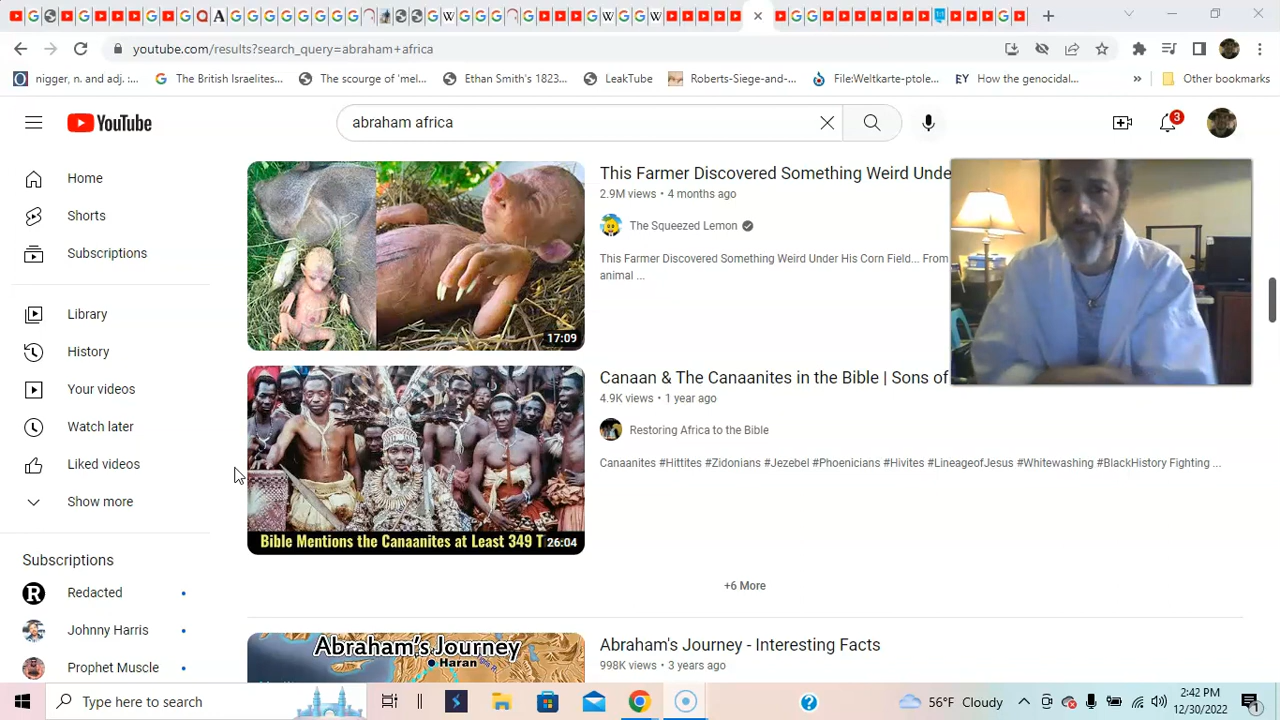 youtube.com/results?search_query=abraham+africa
nigger, n. and adj. :...
The British Israelites...
The scourge of 'mel...
Ethan Smith's 1823...
LeakTube
Roberts-Siege-and-...
File:Weltkarte-ptole...
EY
How the genocidal...
»
Other bookmarks
YouTube
abraham africa
3
Home
Shorts
Subscriptions
Library
History
Your videos
Watch later
Liked videos
Show more
Subscriptions
Redacted
Johnny Harris
Prophet Muscle
17:09
This Farmer Discovered Something Weird Unde
2.9M views • 4 months ago
The Squeezed Lemon
This Farmer Discovered Something Weird Under His Corn Field... From
animal ...
Bible Mentions the Canaanites at Least 349 T
26:04
Canaan & The Canaanites in the Bible | Sons of
4.9K views • 1 year ago
Restoring Africa to the Bible
Canaanites #Hittites #Zidonians #Jezebel #Phoenicians #Hivites #LineageofJesus #Whitewashing #BlackHistory Fighting ...
+6 More
Abraham's Journey
Haran
Abraham's Journey - Interesting Facts
998K views • 3 years ago
Type here to search
56°F Cloudy
2:42 PM
12/30/2022
1